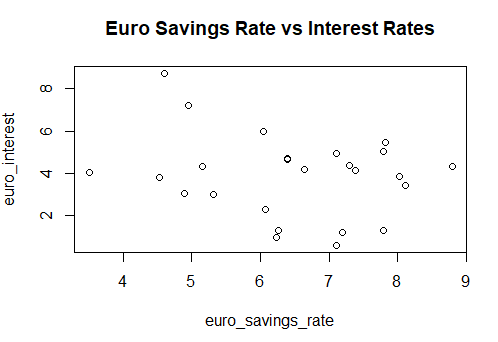 Euro Savings Rate vs Interest Rates
euro_interest
8
6
4
2
4 5 6 7 8 9
euro_savings_rate